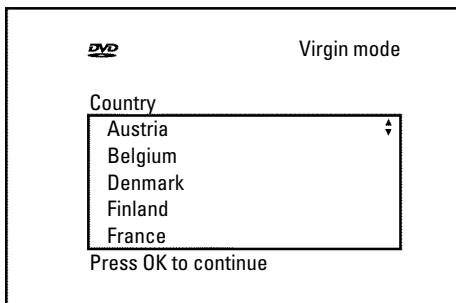 DVD Virgin mode
Country
Austria
Belgium
Denmark
Finland
France
Press OK to continue